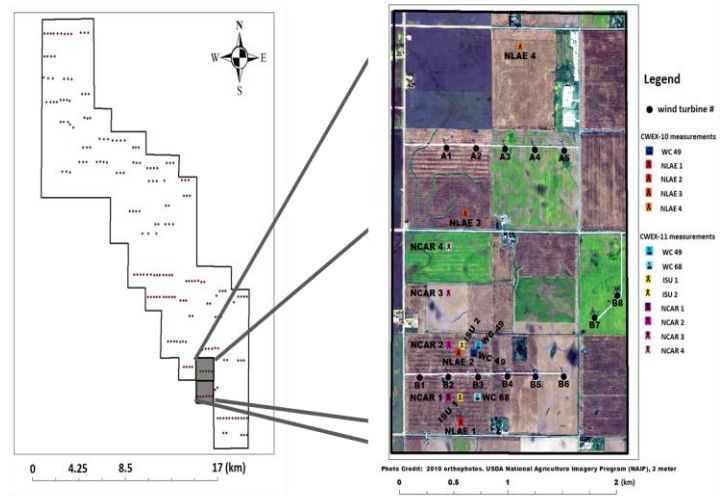 N
W E
S
0 4.25 8.5 17 (km)
NLAE 4
A1 A2 A3 A4 A5
NLAE 3
NCAR 4
NCAR 3
B8
B7
ISU 2
NCAR 2
WC 49
NLAE 2
WC 49
B1 B2 B3 B4 B5 B6
NCAR 1
WC 68
ISU 1
NLAE 1
Photo Credit: 2010 orthophotos. USDA National Agriculture Imagery Program (NAIP), 2 meter
0 0.5 1 2 (km)
Legend
wind turbine #
CWEX-10 measurements
WC 49
NLAE 1
NLAE 2
NLAE 3
NLAE 4
CWEX-11 measurements
WC 49
WC 68
ISU 1
ISU 2
NCAR 1
NCAR 2
NCAR 3
NCAR 4